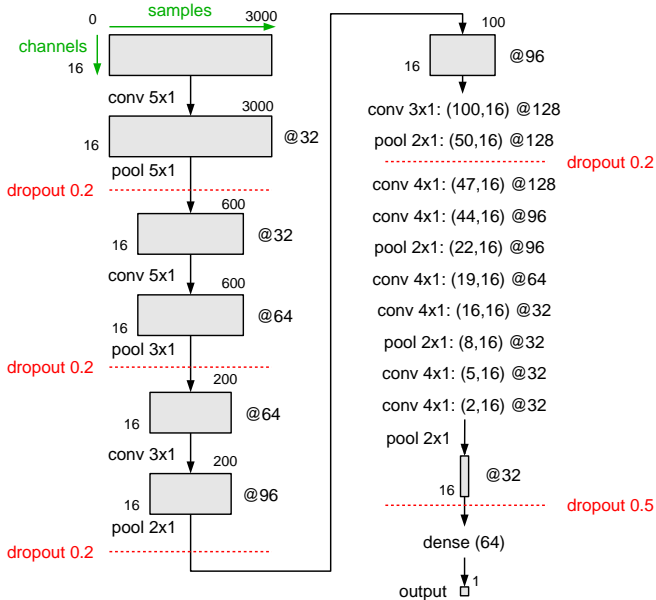 samples
0
3000
channels
16
conv 5x1
3000
16
@32
pool 5x1
dropout 0.2
600
16
@32
conv 5x1
600
16
@64
pool 3x1
dropout 0.2
200
16
@64
conv 3x1
200
16
@96
pool 2x1
dropout 0.2
100
16
@96
conv 3x1: (100,16) @128
pool 2x1: (50,16) @128
dropout 0.2
conv 4x1: (47,16) @128
conv 4x1: (44,16) @96
pool 2x1: (22,16) @96
conv 4x1: (19,16) @64
conv 4x1: (16,16) @32
pool 2x1: (8,16) @32
conv 4x1: (5,16) @32
conv 4x1: (2,16) @32
pool 2x1
16
@32
dropout 0.5
dense (64)
1
output